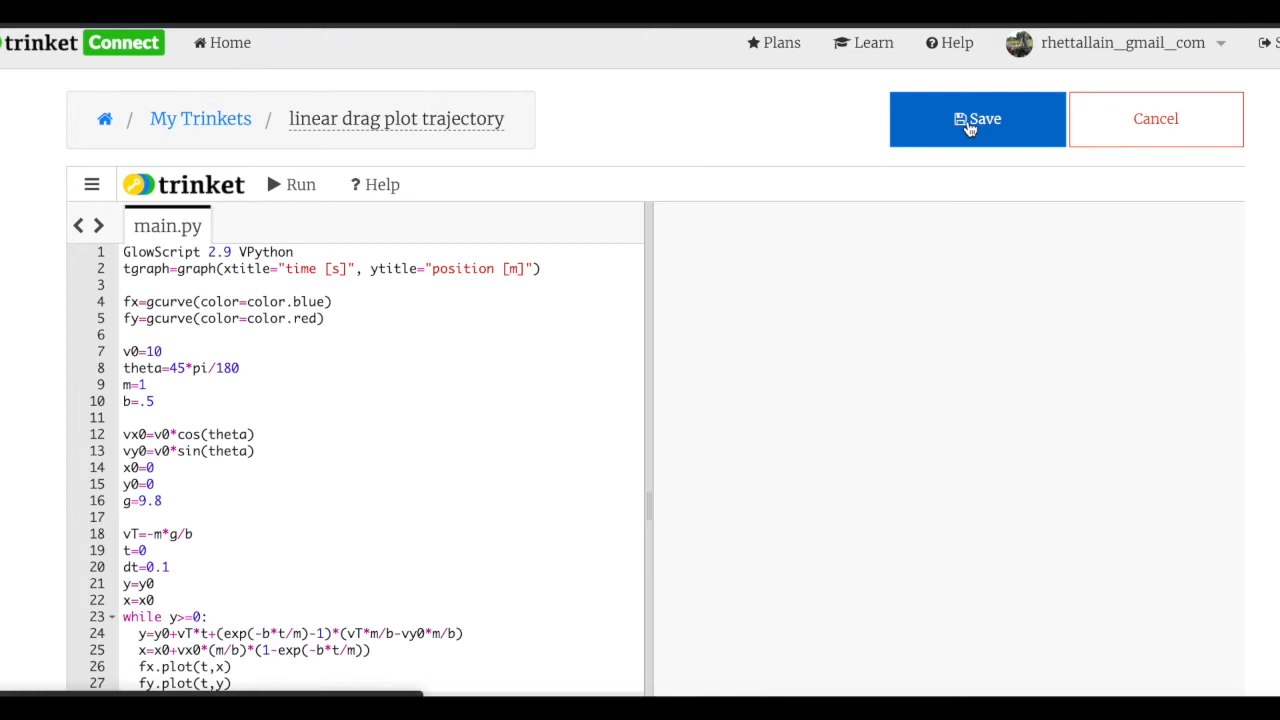 trinket Connect Home Plans Learn Help rhettallain_gmail_com
/ My Trinkets / linear drag plot trajectory Save Cancel
trinket Run ? Help
main.py
1 GlowScript 2.9 VPython
2 tgraph=graph(xtitle="time [s]", ytitle="position [m]")
3
4 fx=gcurve(color=color.blue)
5 fy=gcurve(color=color.red)
6
7 v0=10
8 theta=45*pi/180
9 m=1
10 b=.5
11
12 vx0=v0*cos(theta)
13 vy0=v0*sin(theta)
14 x0=0
15 y0=0
16 g=9.8
17
18 vT=-m*g/b
19 t=0
20 dt=0.1
21 y=y0
22 x=x0
23 while y>=0:
24 y=y0+vT*t+(exp(-b*t/m)-1)*(vT*m/b-vy0*m/b)
25 x=x0+vx0*(m/b)*(1-exp(-b*t/m))
26 fx.plot(t,x)
27 fy.plot(t,y)